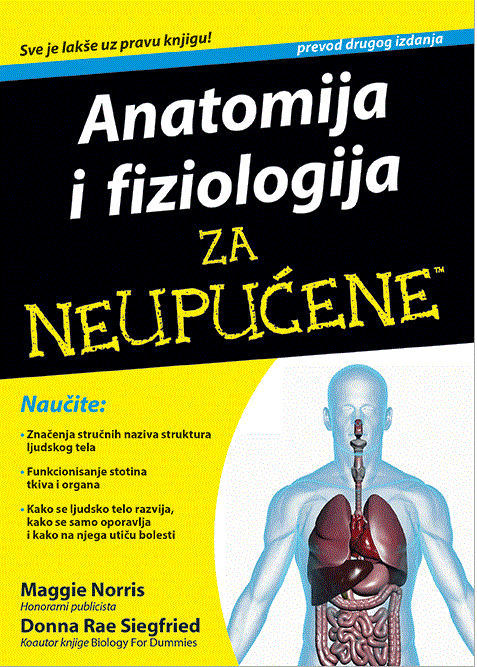 Sve je lakše uz pravu knjigu!
prevod drugog izdanja
Anatomija
i fiziologija
ZA
NEUPUĆENE™
Naučite:
• Značenja stručnih naziva struktura
ljudskog tela
• Funkcionisanje stotina
tkiva i organa
• Kako se ljudsko telo razvija,
kako se samo oporavlja
i kako na njega utiču bolesti
Maggie Norris
Honorarni publicista
Donna Rae Siegfried
Koautor knjige Biology For Dummies